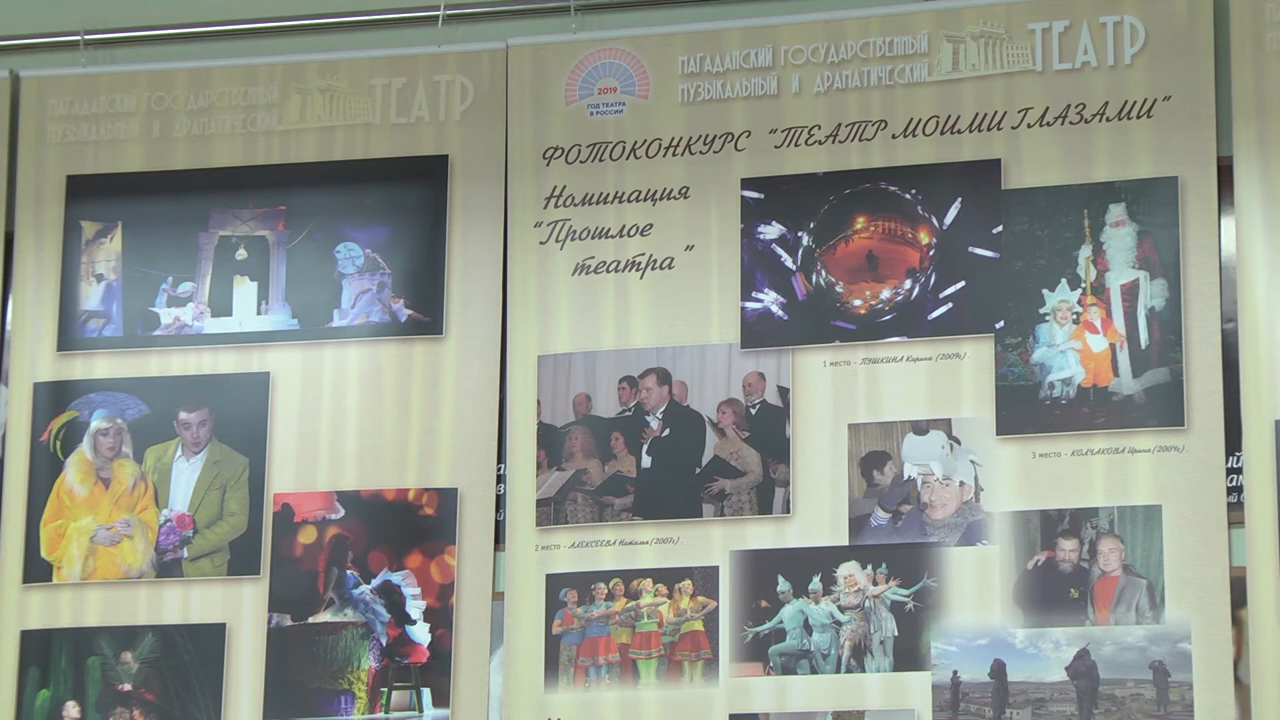 МАГАДАНСКИЙ ГОСУДАРСТВЕННЫЙ
МУЗЫКАЛЬНЫЙ И ДРАМАТИЧЕСКИЙ
ТЕАТР
2019
ГОД ТЕАТРА
В РОССИИ
МАГАДАНСКИЙ ГОСУДАРСТВЕННЫЙ
МУЗЫКАЛЬНЫЙ И ДРАМАТИЧЕСКИЙ
ТЕАТР
ФОТОКОНКУРС "ТЕАТР МОИМИ ГЛАЗАМИ"
Номинация
"Прошлое
театра"
1 место - ПУШКИНА Карина (2009г).
3 место - КОЛЧАКОВА Ирина (2004г).
2 место - АЛЕКСЕЕВА Наталья (2007г).